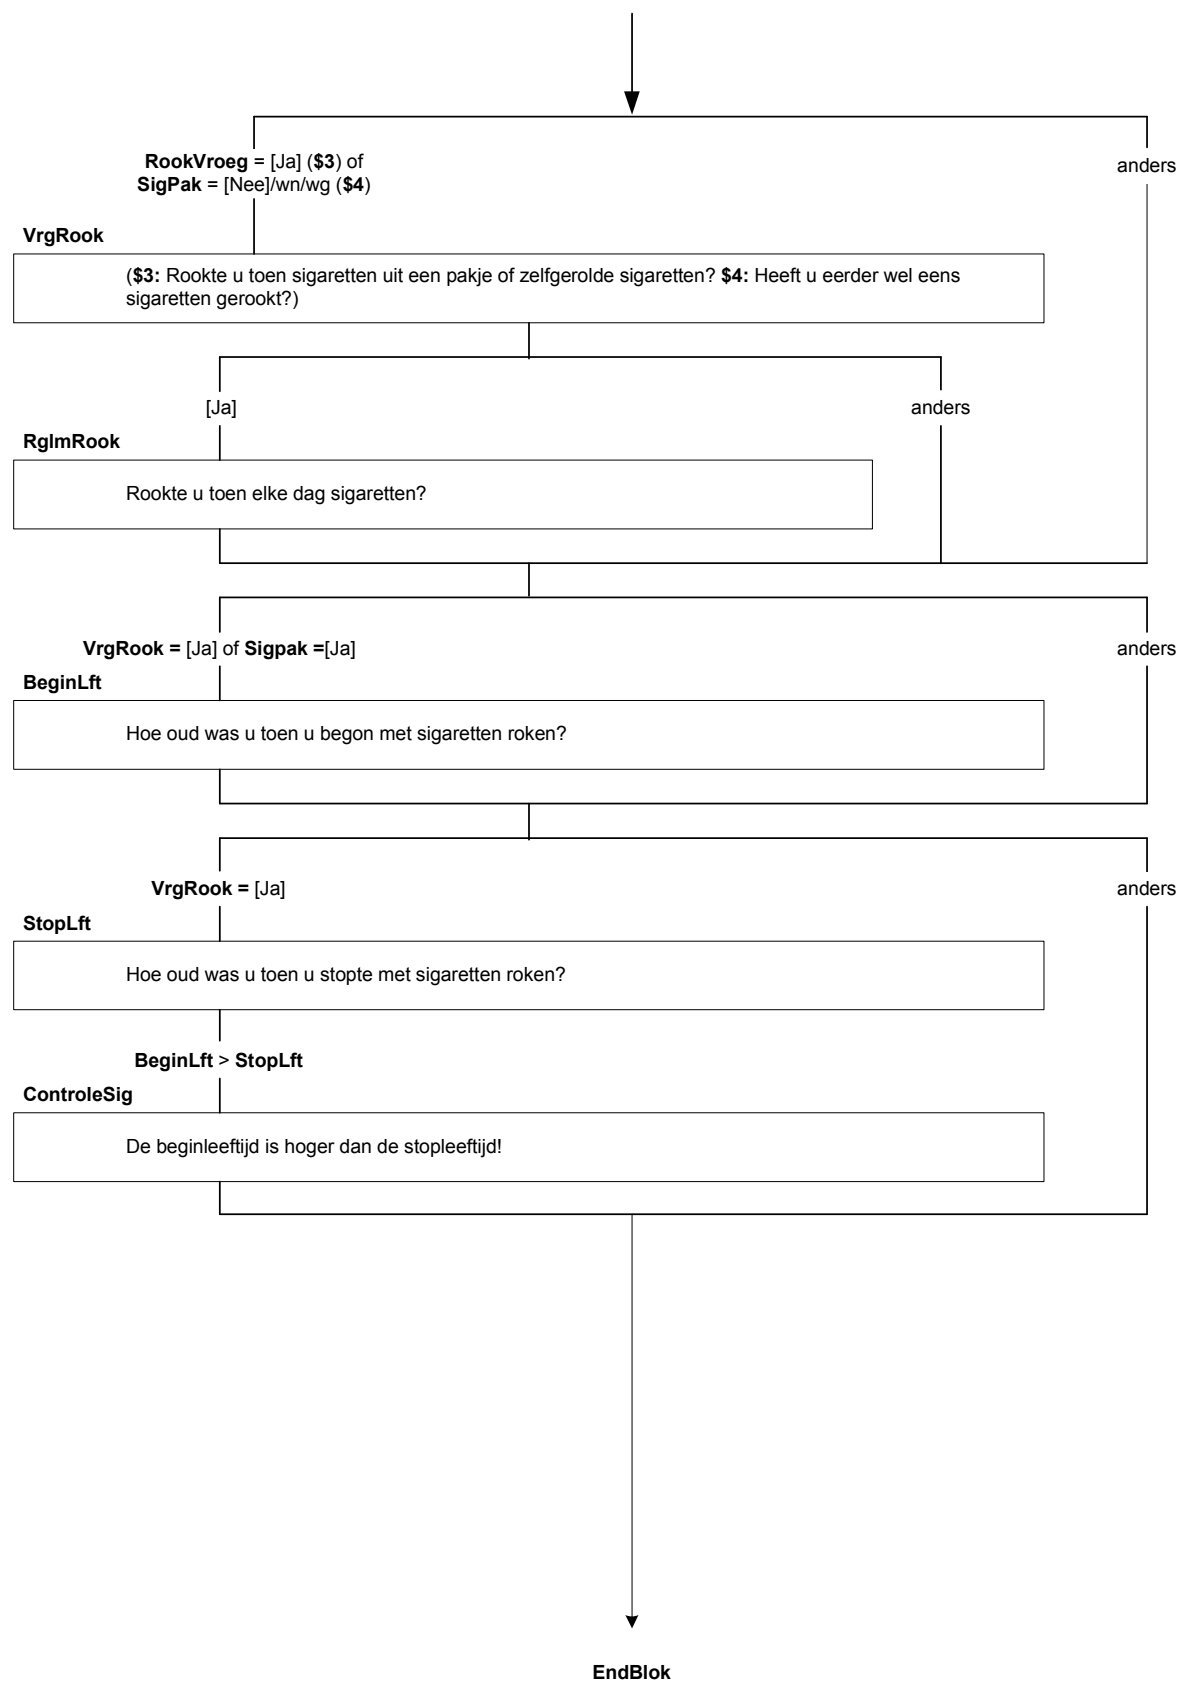 RookVroeg = [Ja] ($3) of
SigPak = [Nee]/wn/wg ($4)
anders
VrgRook
($3: Rookte u toen sigaretten uit een pakje of zelfgerolde sigaretten? $4: Heeft u eerder wel eens
sigaretten gerookt?)
[Ja]
anders
RglmRook
Rookte u toen elke dag sigaretten?
VrgRook = [Ja] of Sigpak =[Ja]
anders
BeginLft
Hoe oud was u toen u begon met sigaretten roken?
VrgRook = [Ja]
anders
StopLft
Hoe oud was u toen u stopte met sigaretten roken?
BeginLft > StopLft
ControleSig
De beginleeftijd is hoger dan de stopleeftijd!
EndBlok